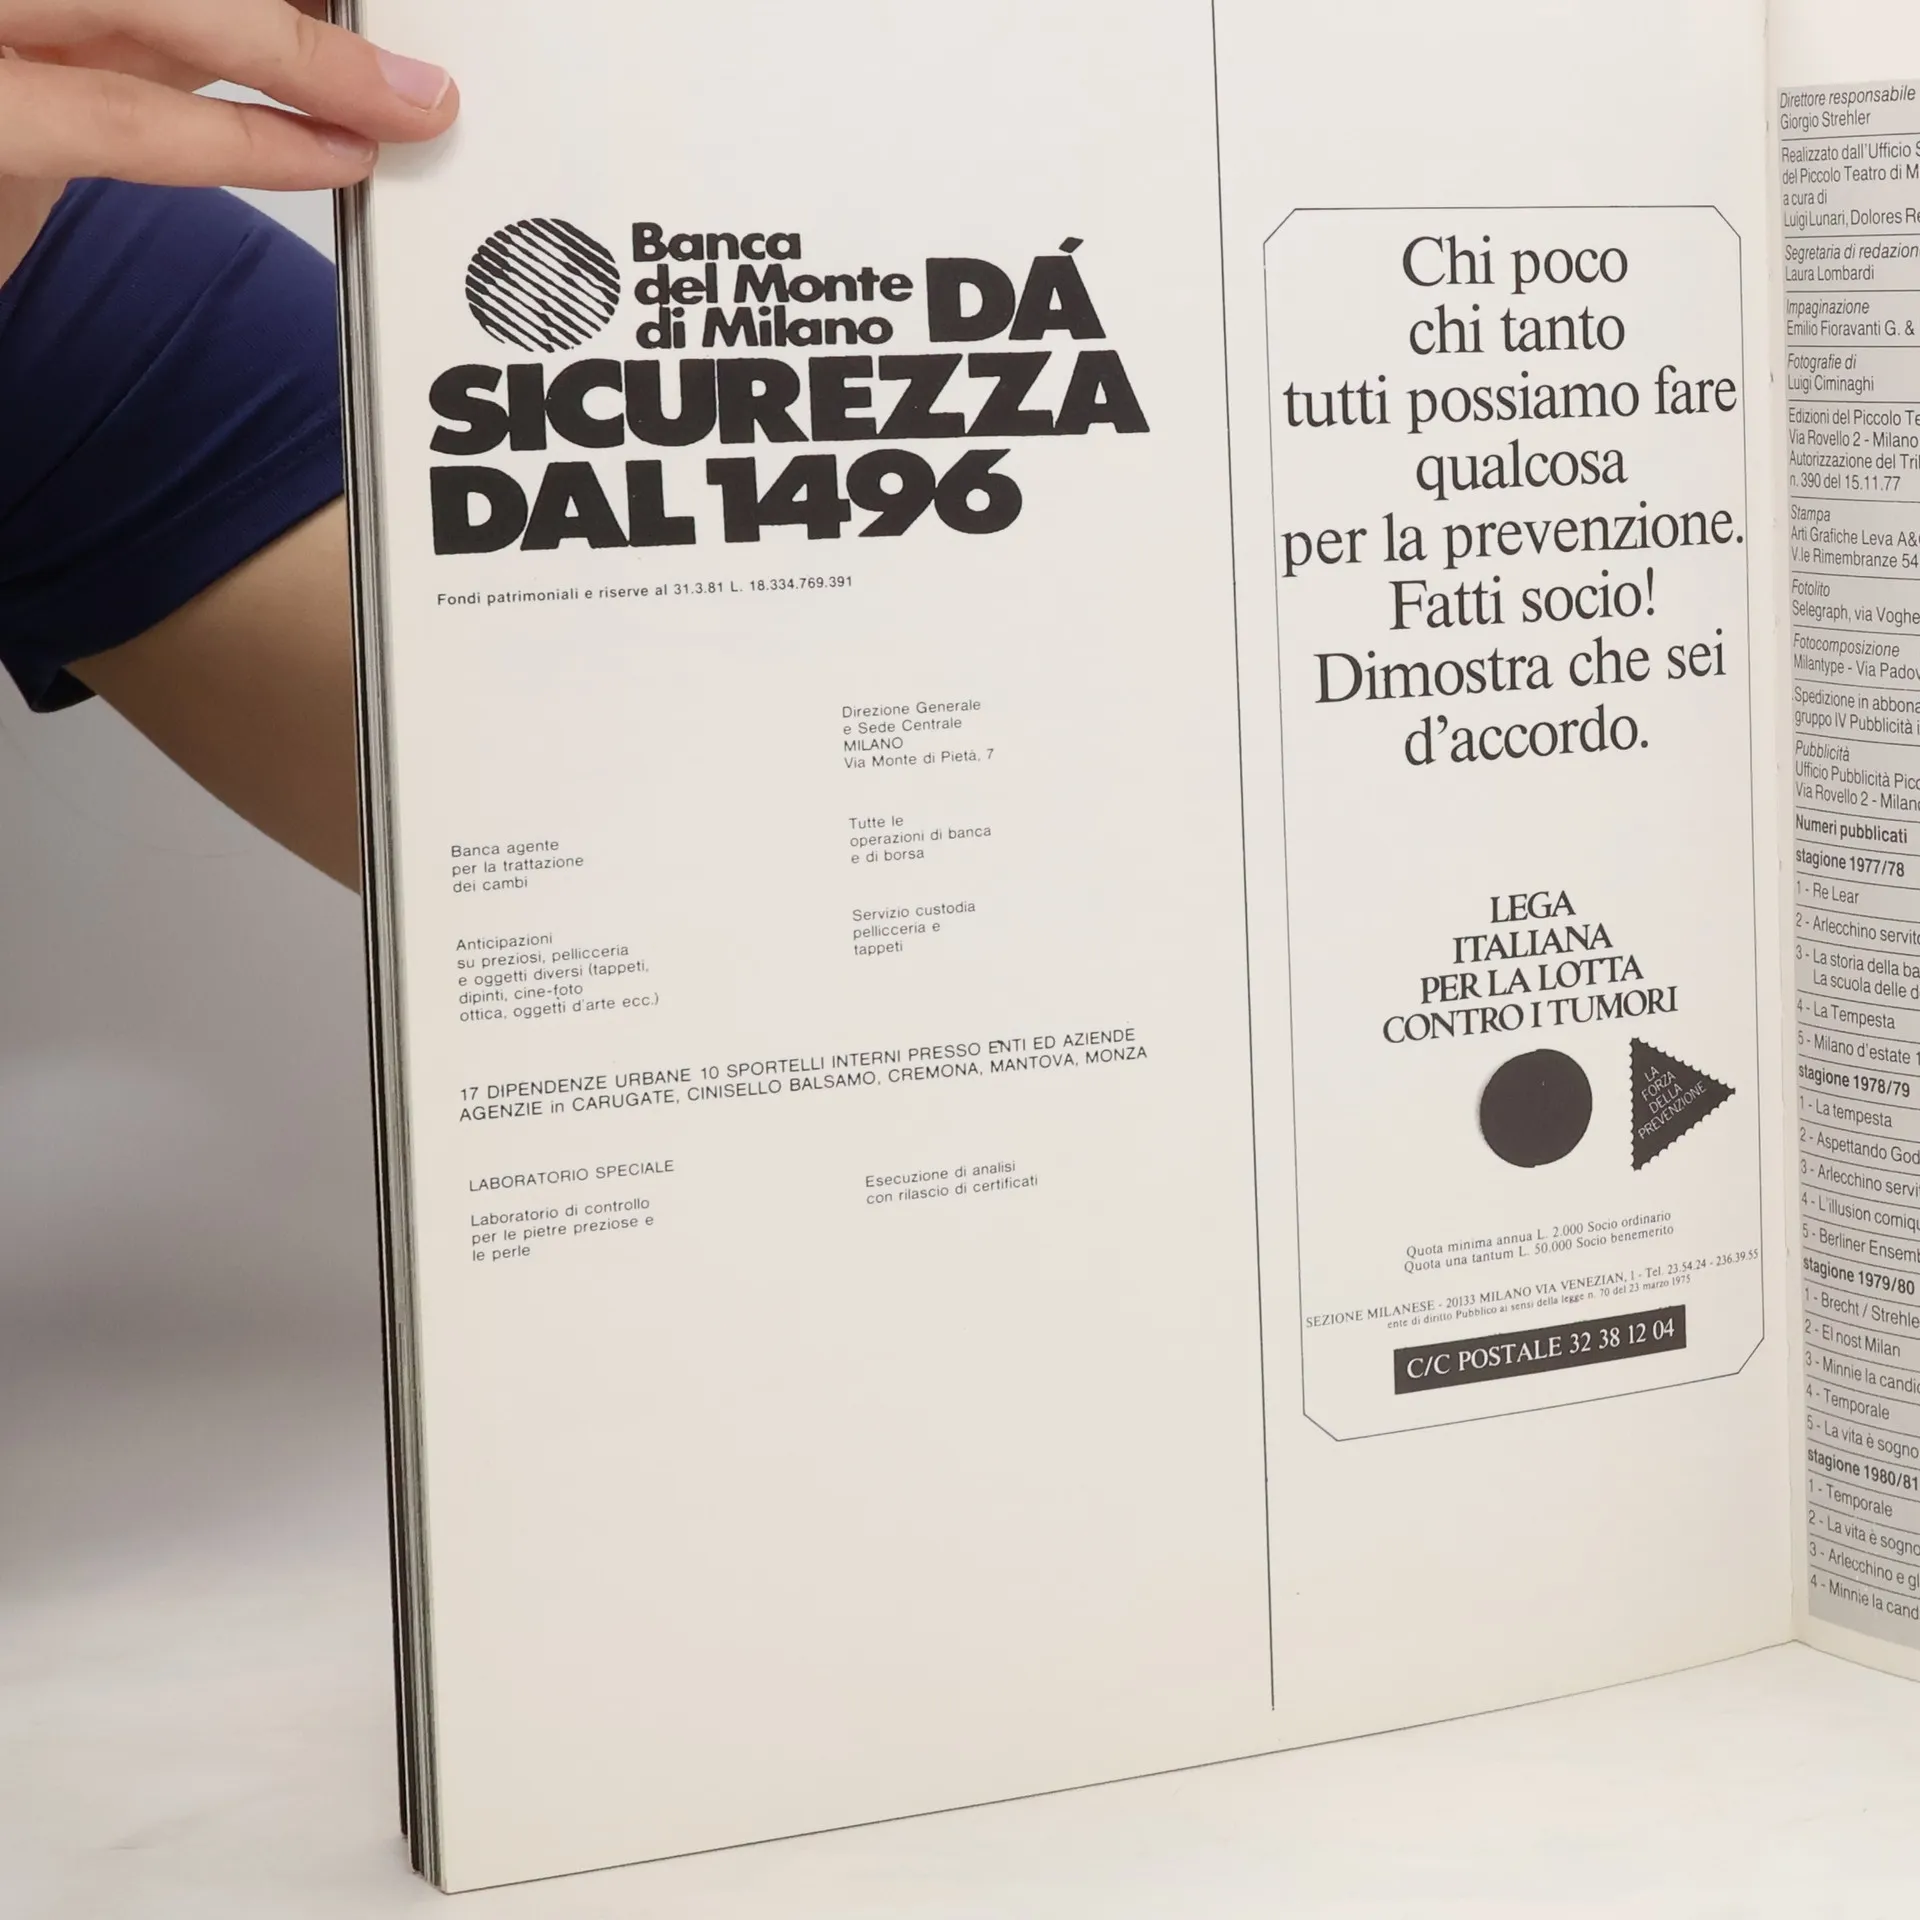 Banca
del Monte
di Milano DÁ
SICUREZZA
DAL 1496
Fondi patrimoniali e riserve al 31.3.81 L. 18.334.769.391
Direzione Generale
e Sede Centrale
MILANO
Via Monte di Pietà, 7
Banca agente
per la trattazione
dei cambi
Tutte le
operazioni di banca
e di borsa
Anticipazioni
su preziosi, pellicceria
e oggetti diversi (tappeti,
dipinti, cine-foto
ottica, oggetti d'arte ecc.)
Servizio custodia
pellicceria e
tappeti
17 DIPENDENZE URBANE 10 SPORTELLI INTERNI PRESSO ENTI ED AZIENDE
AGENZIE in CARUGATE, CINISELLO BALSAMO, CREMONA, MANTOVA, MONZA
LABORATORIO SPECIALE
Laboratorio di controllo
per le pietre preziose e
le perle
Esecuzione di analisi
con rilascio di certificati
Chi poco
chi tanto
tutti possiamo fare
qualcosa
per la prevenzione.
Fatti socio!
Dimostra che sei
d'accordo.
LEGA
ITALIANA
PER LA LOTTA
CONTRO I TUMORI
LA
FORZA
DELLA
PREVENZIONE
Quota minima annua L. 2.000 Socio ordinario
Quota una tantum L. 50.000 Socio benemerito
SEZIONE MILANESE - 20133 MILANO VIA VENEZIAN, 1 - Tel. 23.54.24 - 236.39.55
ente di diritto Pubblico ai sensi della legge n. 70 del 23 marzo 1975
C/C POSTALE 32 38 12 04
Direttore responsabile
Giorgio Strehler
Realizzato dall'Ufficio
del Piccolo Teatro di
a cura di
Luigi Lunari, Dolores
Segretaria di
Laura Lombardi
Impaginazione
Emilio Fioravanti G. &
Fotografie di
Luigi Ciminaghi
Edizioni del Piccolo
Via Rovello 2 - Milano
Autorizzazione del
n. 390 del 15.11.77
Stampa
Arti Grafiche Leva
V.le Rimembranze 54
Fotolito
Selegraph, via
Fotocomposizione
Milantype - Via
Spedizione in
gruppo IV Pubblicità
Pubblicità
Ufficio Pubblicità
Via Rovello 2 -
Numeri pubblicati
stagione 1977/78
1 - Re Lear
2 - Arlecchino
3 - La storia della
La scuola delle
4 - La Tempesta
5 - Milano d'estate
stagione 1978/79
1 - La tempesta
2 - Aspettando
3 - Arlecchino
4 - L'illusion
5 - Berliner
stagione 1979/80
1 - Brecht /
2 - El nost Milan
3 - Minnie la
4 - Temporale
5 - La vita è sogno
stagione 1980/81
1 - Temporale
2 - La vita è sogno
3 - Arlecchino e
4 - Minnie la